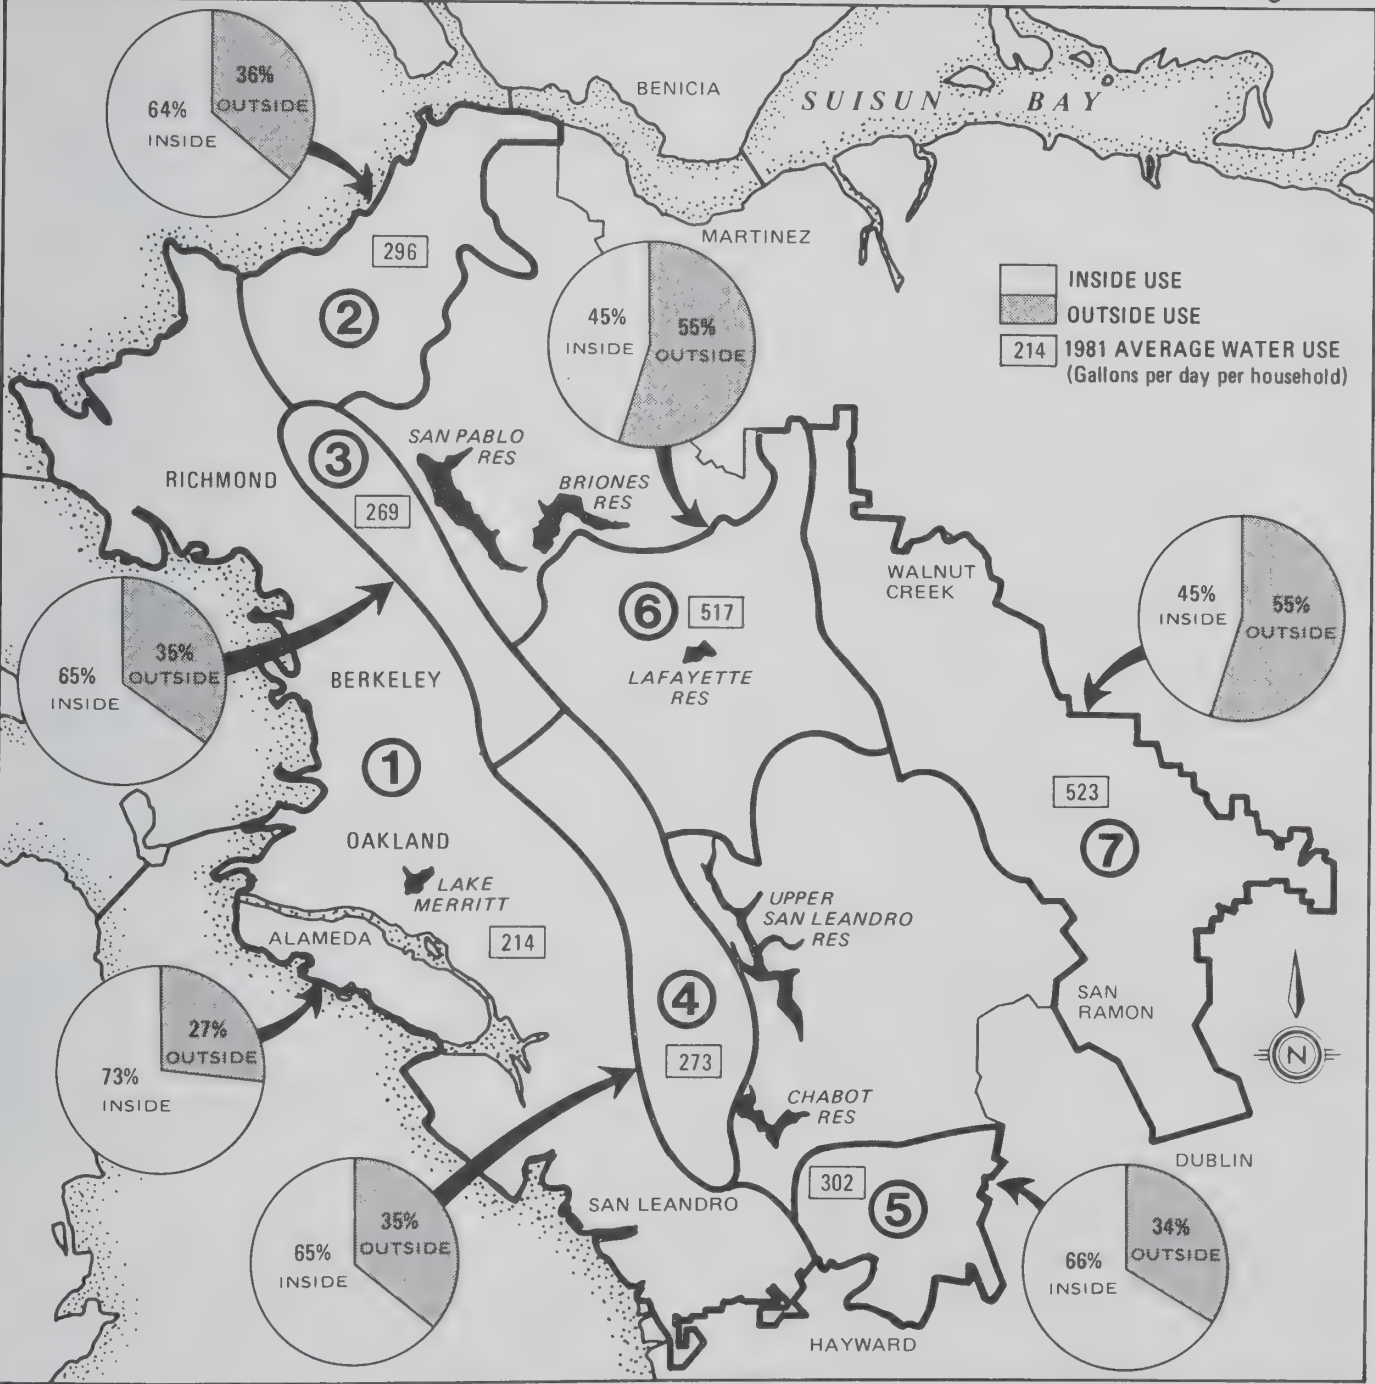 36%
OUTSIDE
64%
INSIDE
BENICIA
SUISUN BAY
MARTINEZ
296
2
45%
INSIDE
55%
OUTSIDE
INSIDE USE
OUTSIDE USE
214 1981 AVERAGE WATER USE
(Gallons per day per household)
3
SAN PABLO
RES
RICHMOND
269
BRIONES
RES
WALNUT
CREEK
6
517
LAFAYETTE
RES
45%
INSIDE
55%
OUTSIDE
35%
OUTSIDE
65%
INSIDE
BERKELEY
1
523
7
OAKLAND
LAKE
MERRITT
UPPER
SAN LEANDRO
RES
ALAMEDA
214
4
273
SAN
RAMON
N
27%
OUTSIDE
73%
INSIDE
CHABOT
RES
DUBLIN
302
5
SAN LEANDRO
35%
OUTSIDE
65%
INSIDE
34%
OUTSIDE
66%
INSIDE
HAYWARD